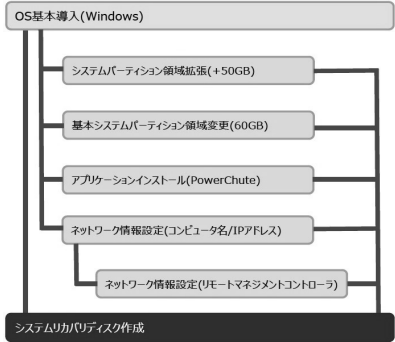 OS基本導入(Windows)
システムパーティション領域拡張(+50GB)
基本システムパーティション領域変更(60GB)
アプリケーションインストール(PowerChute)
ネットワーク情報設定(コンピュータ名/IPアドレス)
ネットワーク情報設定(リモートマネジメントコントローラ)
システムリカバリディスク作成